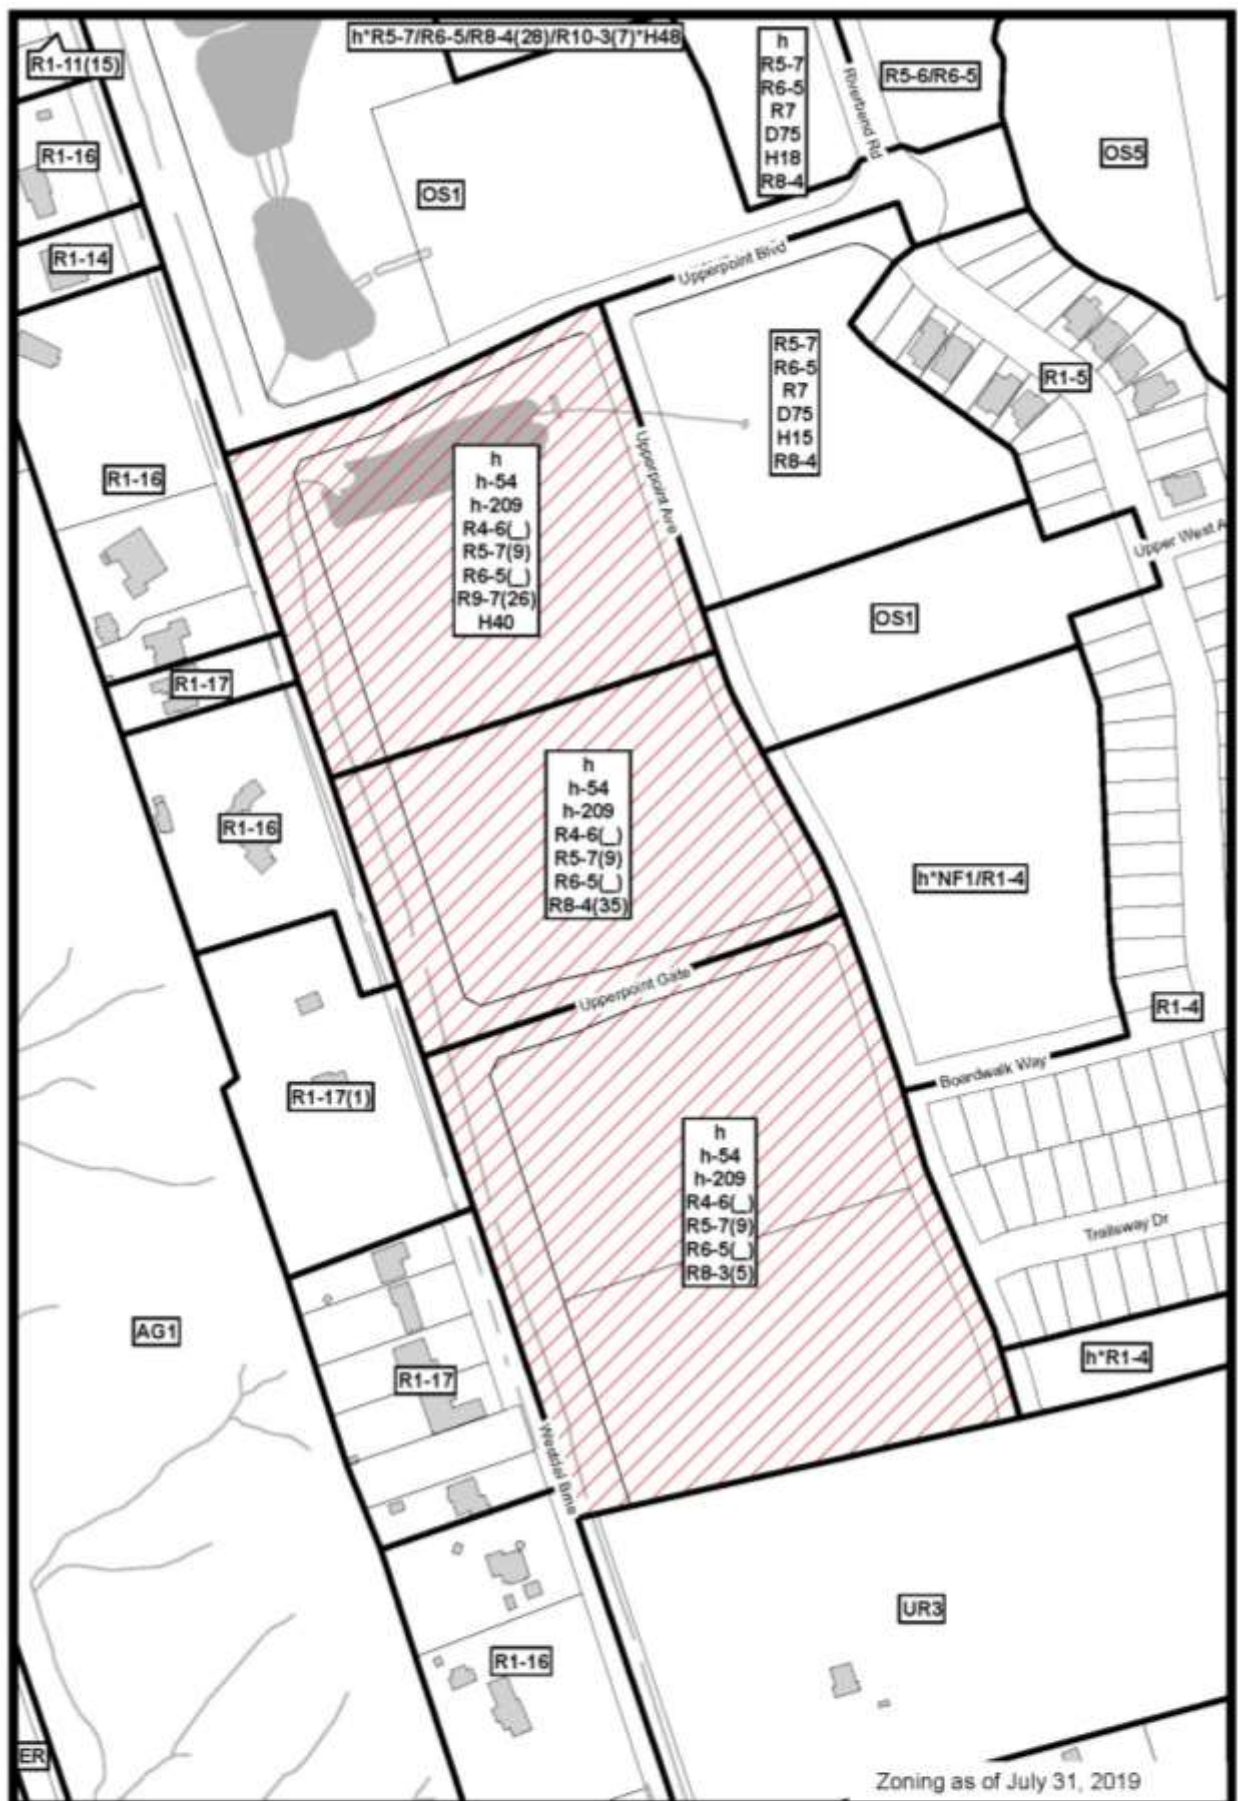 h*R5-7/R6-5/R8-4(28)/R10-3(7)*H48
R1-11(15)
h
R5-7
R6-5
R7
D75
H18
R8-4
Riverbend Rd
R5-6/R6-5
OS5
R1-16
OS1
R1-14
Upperpoint Blvd
R5-7
R6-5
R7
D75
H15
R8-4
R1-5
R1-16
h
h-54
h-209
R4-6(_)
R5-7(9)
R6-5(_)
R9-7(26)
H40
Upperpoint Ave
Upper West A
OS1
R1-17
h
h-54
h-209
R4-6(_)
R5-7(9)
R6-5(_)
R8-4(35)
R1-16
h*NF1/R1-4
Upperpoint Gate
R1-4
Boardwalk Way
R1-17(1)
h
h-54
h-209
R4-6(_)
R5-7(9)
R6-5(_)
R8-3(5)
Trailsway Dr
AG1
h*R1-4
R1-17
Westdel Brne
UR3
R1-16
ER
Zoning as of July 31, 2019